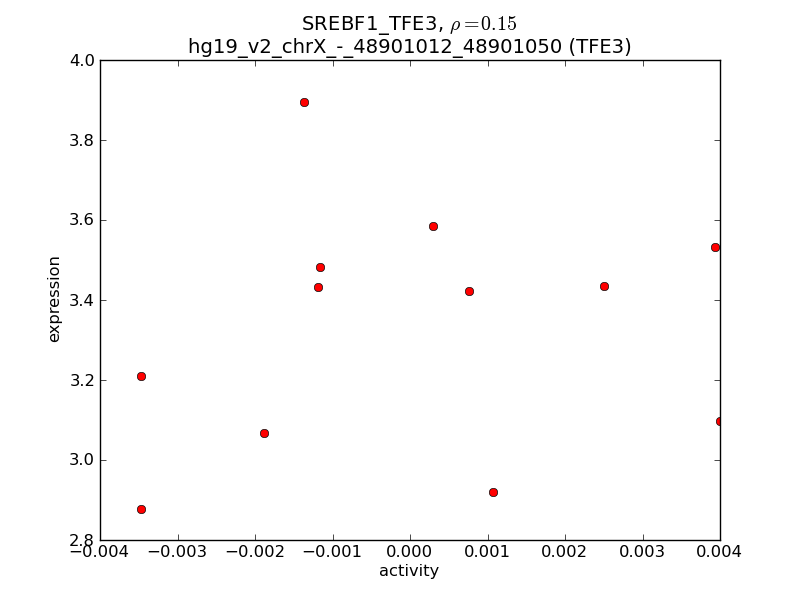 SREBF1_TFE3, ρ = 0.15
hg19_v2_chrX_-_48901012_48901050 (TFE3)
4.0
3.8
3.6
3.4
3.2
3.0
2.8
expression
−0.004 −0.003 −0.002 −0.001 0.000 0.001 0.002 0.003 0.004
activity